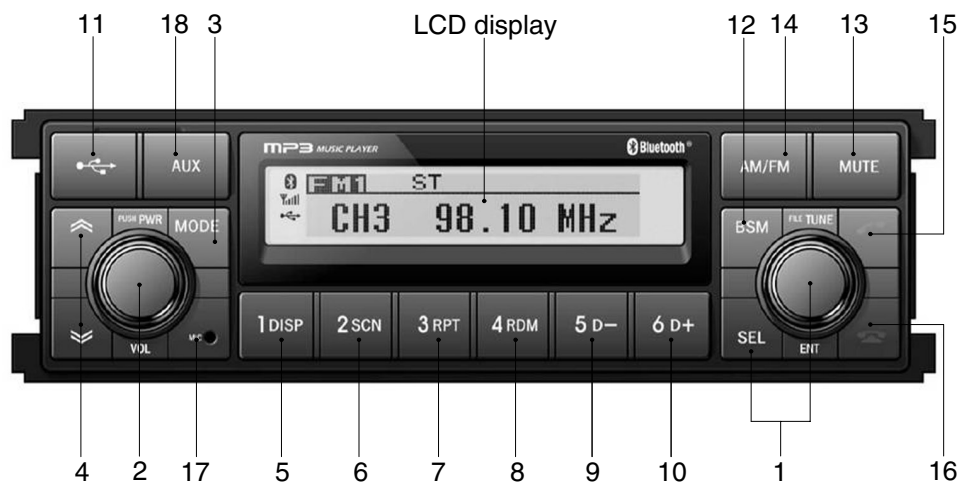 11 18 3 LCD display 12 14 13 15
MP3 MUSIC PLAYER Bluetooth®
AUX AM/FM MUTE
FM1 ST
CH3 98.10 MHz
PUSH PWR MODE BSM FILE TUNE
1 DISP 2 SCN 3 RPT 4 RDM 5 D− 6 D+
VOL MIC SEL ENT
4 2 17 5 6 7 8 9 10 1 16